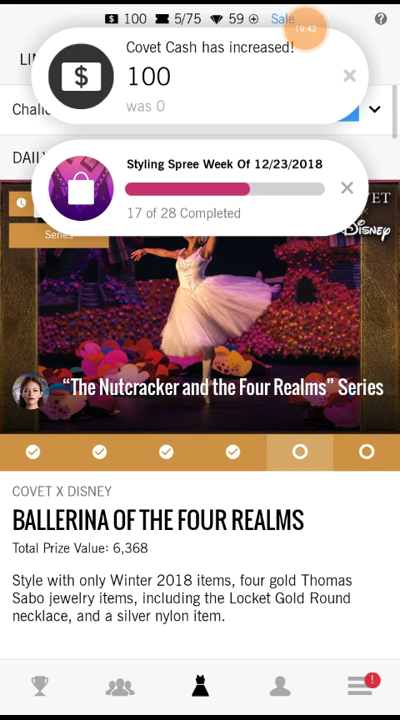 100 5/75 59 Sale
19:42
Covet Cash has increased!
100
was 0
Styling Spree Week Of 12/23/2018
17 of 28 Completed
DISNEY
Series
"The Nutcracker and the Four Realms" Series
COVET X DISNEY
BALLERINA OF THE FOUR REALMS
Total Prize Value: 6,368
Style with only Winter 2018 items, four gold Thomas
Sabo jewelry items, including the Locket Gold Round
necklace, and a silver nylon item.